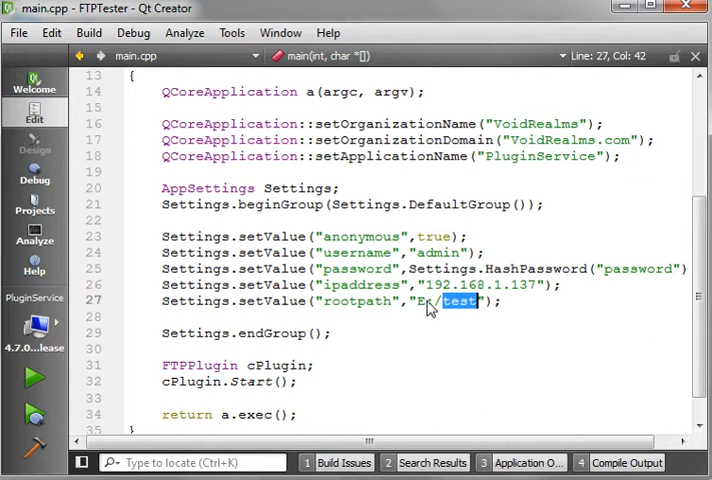 main.cpp - FTPTester - Qt Creator
File Edit Build Debug Analyze Tools Window Help
main.cpp main(int, char *[]) Line: 27, Col: 42
Welcome
Edit
Design
Debug
Projects
Analyze
Help
PluginService
4.7.0...lease
13 {
14 QCoreApplication a(argc, argv);
15
16 QCoreApplication::setOrganizationName("VoidRealms");
17 QCoreApplication::setOrganizationDomain("VoidRealms.com");
18 QCoreApplication::setApplicationName("PluginService");
19
20 AppSettings Settings;
21 Settings.beginGroup(Settings.DefaultGroup());
22
23 Settings.setValue("anonymous",true);
24 Settings.setValue("username","admin");
25 Settings.setValue("password",Settings.HashPassword("password")
26 Settings.setValue("ipaddress","192.168.1.137");
27 Settings.setValue("rootpath","E:/test");
28
29 Settings.endGroup();
30
31 FTPPlugin cPlugin;
32 cPlugin.Start();
33
34 return a.exec();
35 }
Type to locate (Ctrl+K) 1 Build Issues 2 Search Results 3 Application O... 4 Compile Output